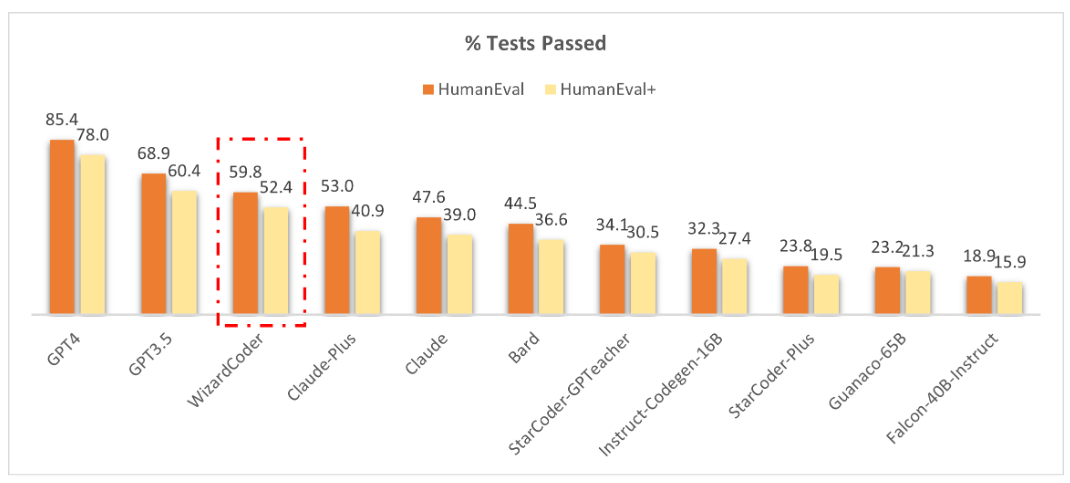 % Tests Passed
HumanEval HumanEval+
85.4 78.0 68.9 60.4 59.8 52.4 53.0 40.9 47.6 39.0 44.5 36.6 34.1 30.5 32.3 27.4 23.8 19.5 23.2 21.3 18.9 15.9
GPT4 GPT3.5 WizardCoder Claude-Plus Claude Bard StarCoder-GPTeacher Instruct-Codegen-16B StarCoder-Plus Guanaco-65B Falcon-40B-Instruct